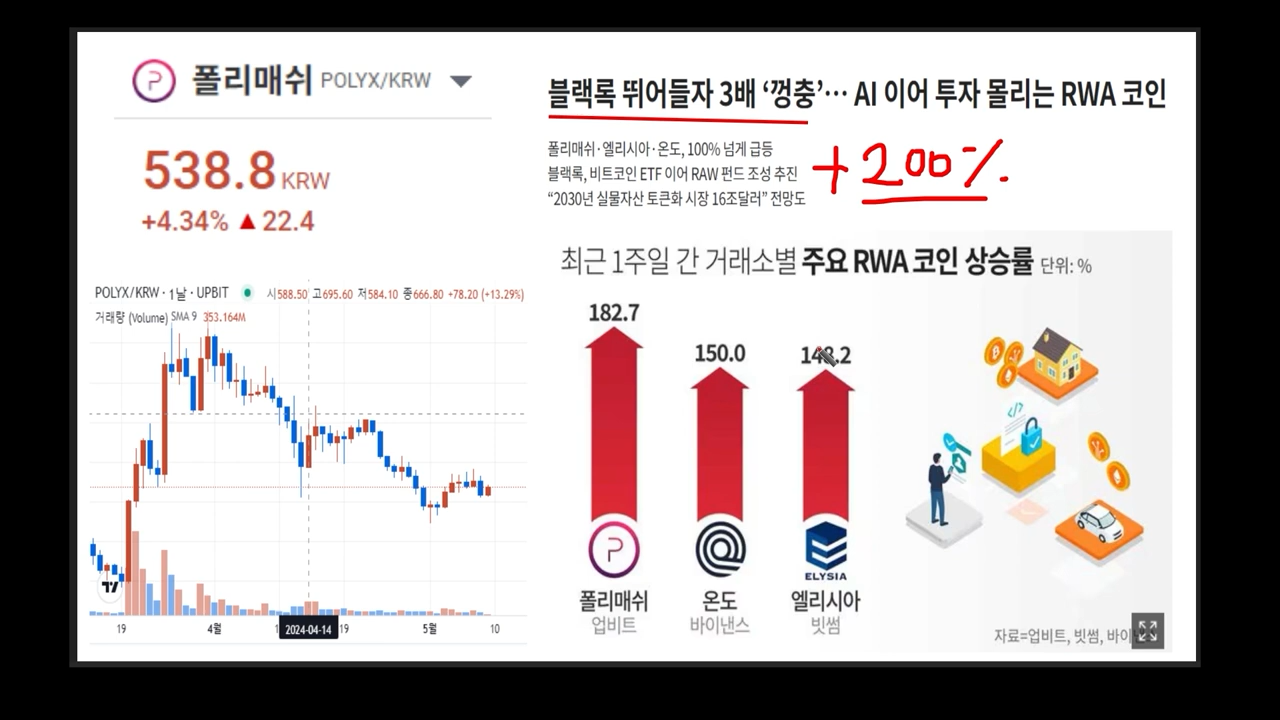 폴리매쉬 POLYX/KRW
538.8 KRW
+4.34% ▲ 22.4
POLYX/KRW · 1날 · UPBIT 시588.50 고695.60 저584.10 종666.80 +78.20 (+13.29%)
거래량 (Volume) SMA 9 353.164M
19 4월 2024-04-14 19 5월 10
블랙록 뛰어들자 3배 ‘껑충’… AI 이어 투자 몰리는 RWA 코인
폴리매쉬·엘리시아·온도, 100% 넘게 급등
블랙록, 비트코인 ETF 이어 RAW 펀드 조성 추진
“2030년 실물자산 토큰화 시장 16조달러” 전망도
+200%
최근 1주일 간 거래소별 주요 RWA 코인 상승률 단위: %
182.7
150.0
ELYSIA
폴리매쉬 온도 엘리시아
업비트 바이낸스 빗썸
자료=업비트, 빗썸,